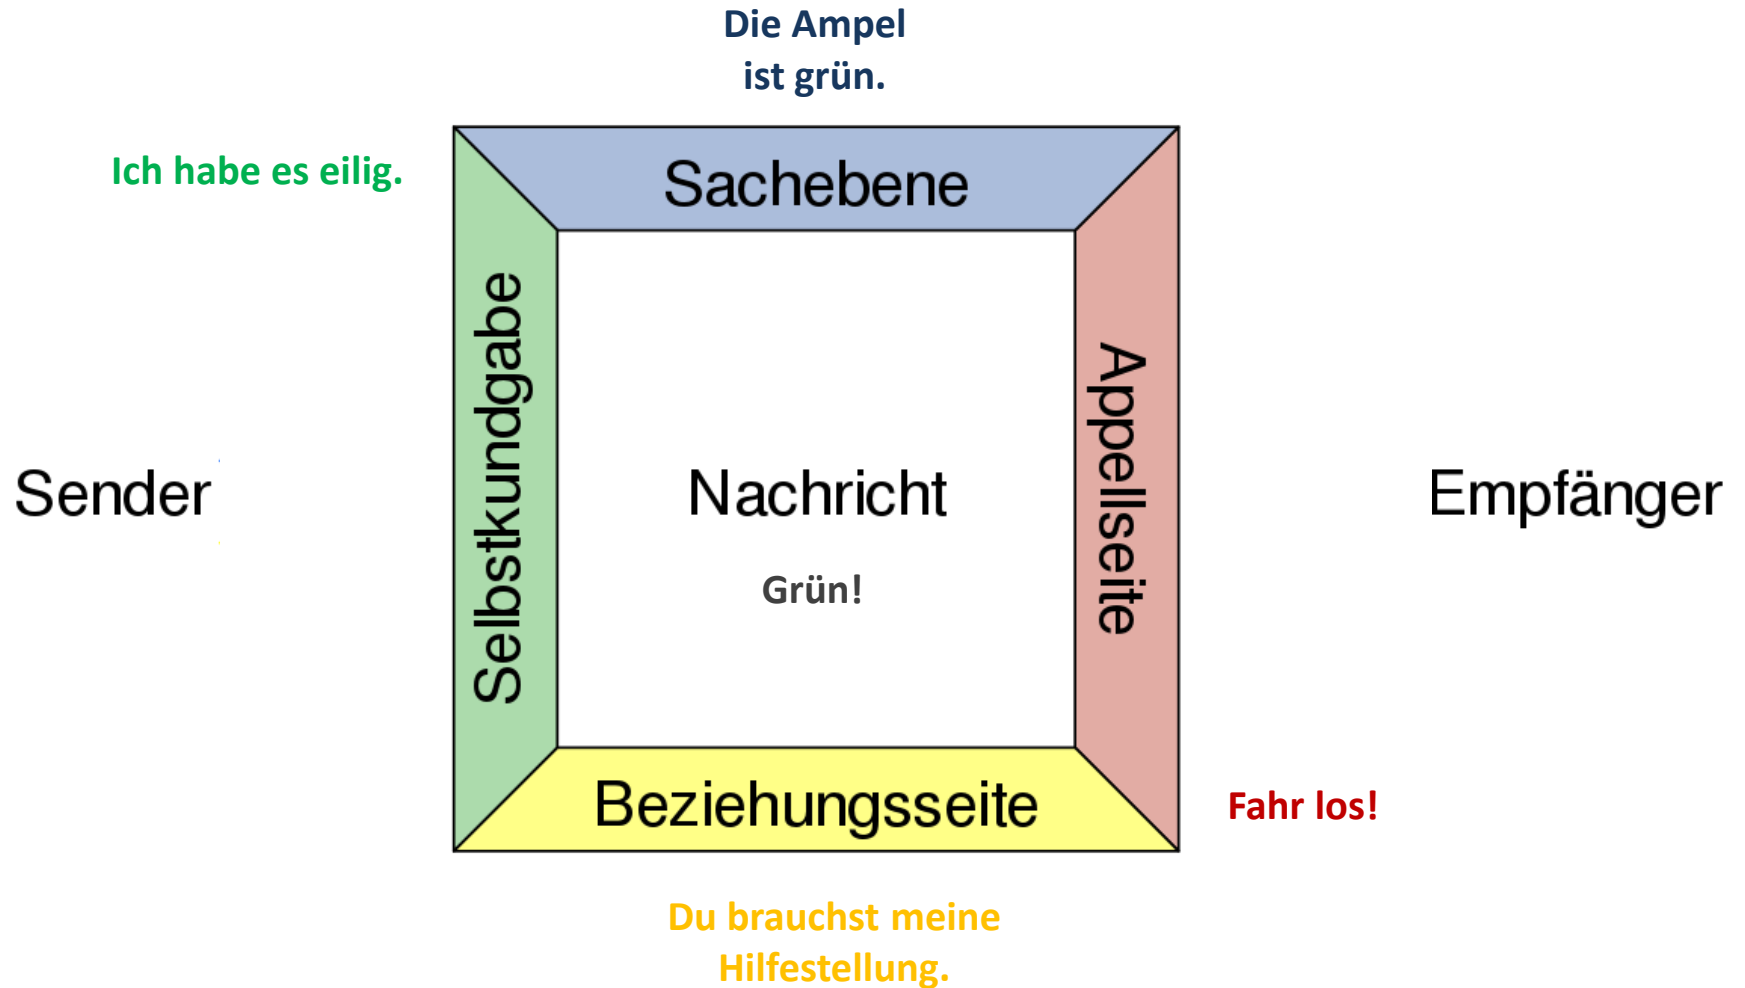 Die Ampel
ist grün.
Ich habe es eilig.
Sachebene
Selbstkundgabe
Appellseite
Sender
Nachricht
Empfänger
Grün!
Beziehungsseite
Fahr los!
Du brauchst meine
Hilfestellung.